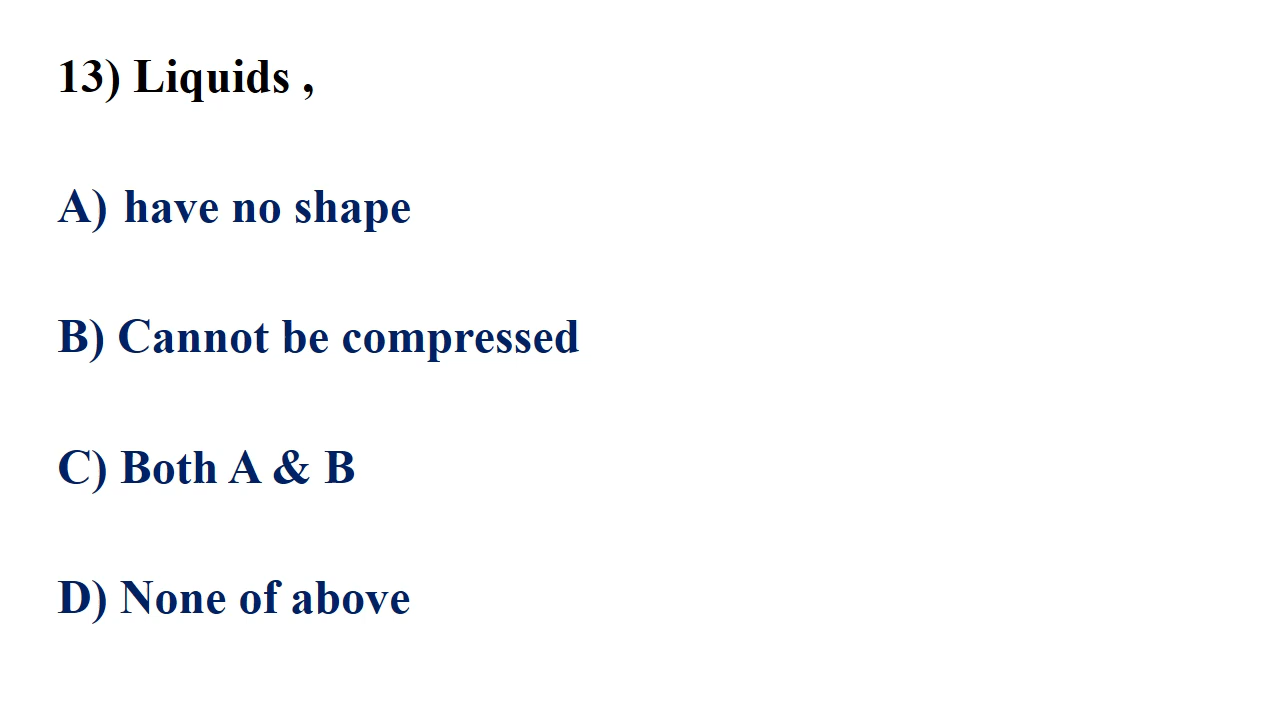 13) Liquids ,
A) have no shape
B) Cannot be compressed
C) Both A & B
D) None of above